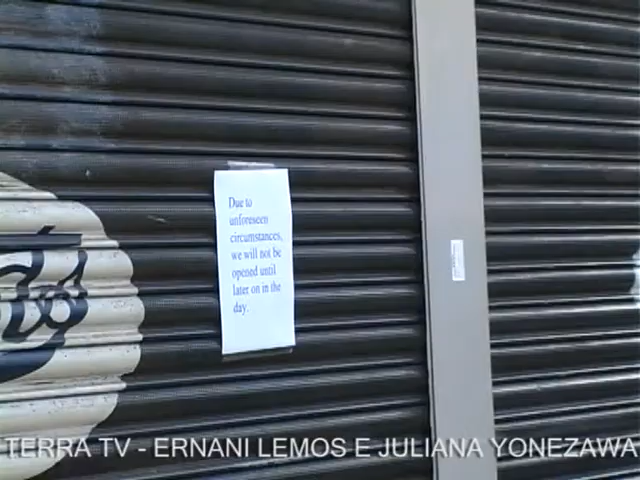 Due to
unforeseen
circumstances,
we will not be
opened until
later on in the
day.
TERRA TV - ERNANI LEMOS E JULIANA YONEZAWA